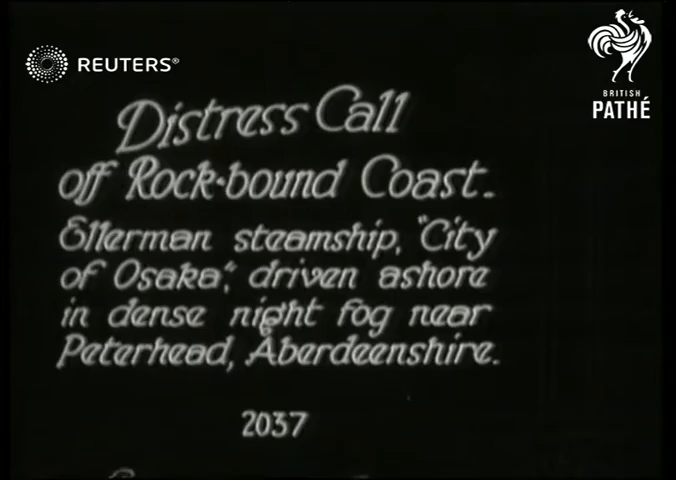 REUTERS®
BRITISH
PATHÉ
Distress Call
off Rock-bound Coast.
Ellerman steamship, "City
of Osaka", driven ashore
in dense night fog near
Peterhead, Aberdeenshire.
2037